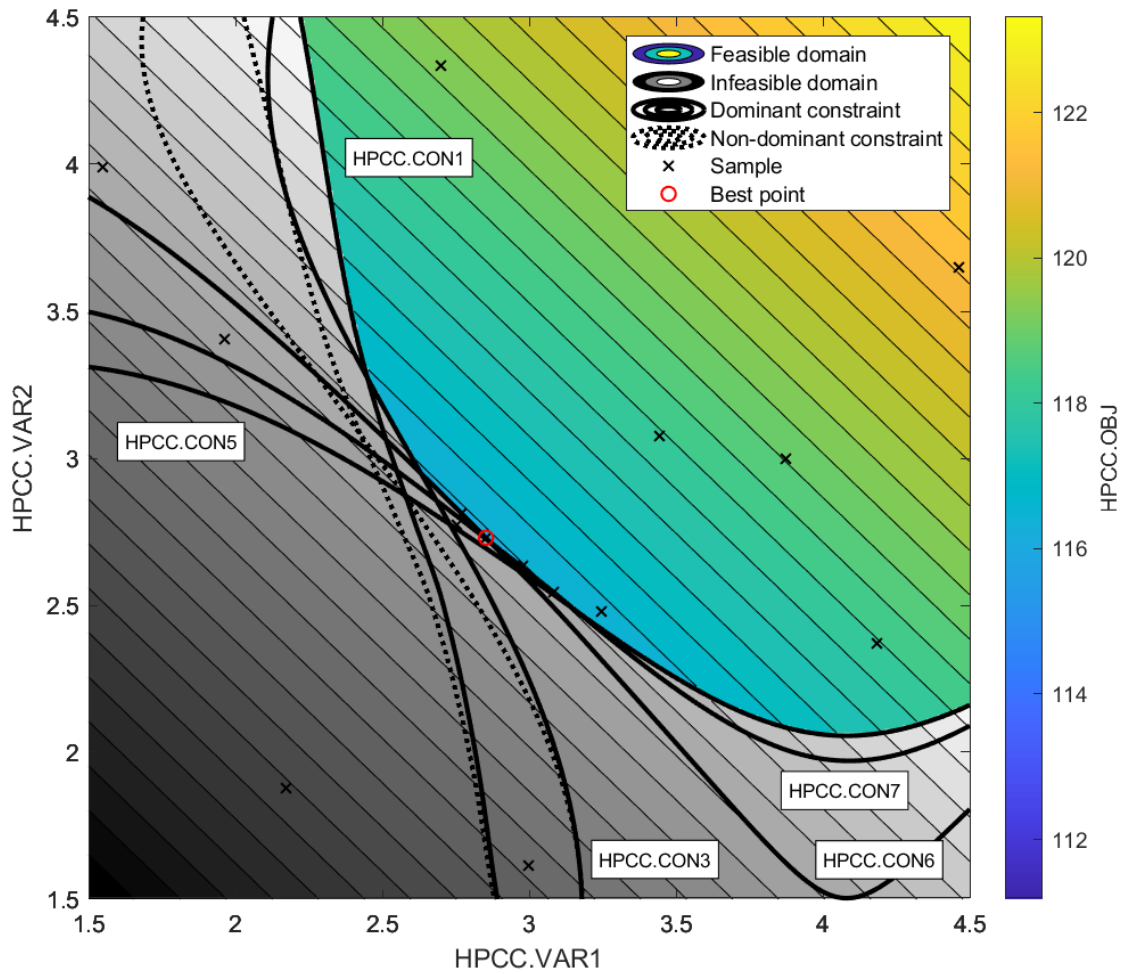 4.5
4
3.5
3
2.5
2
1.5
HPCC.VAR2
1.5
2
2.5
3
3.5
4
4.5
HPCC.VAR1
Feasible domain
Infeasible domain
Dominant constraint
Non-dominant constraint
Sample
Best point
HPCC.CON1
HPCC.CON5
HPCC.CON7
HPCC.CON3
HPCC.CON6
122
120
118
116
114
112
HPCC.OBJ